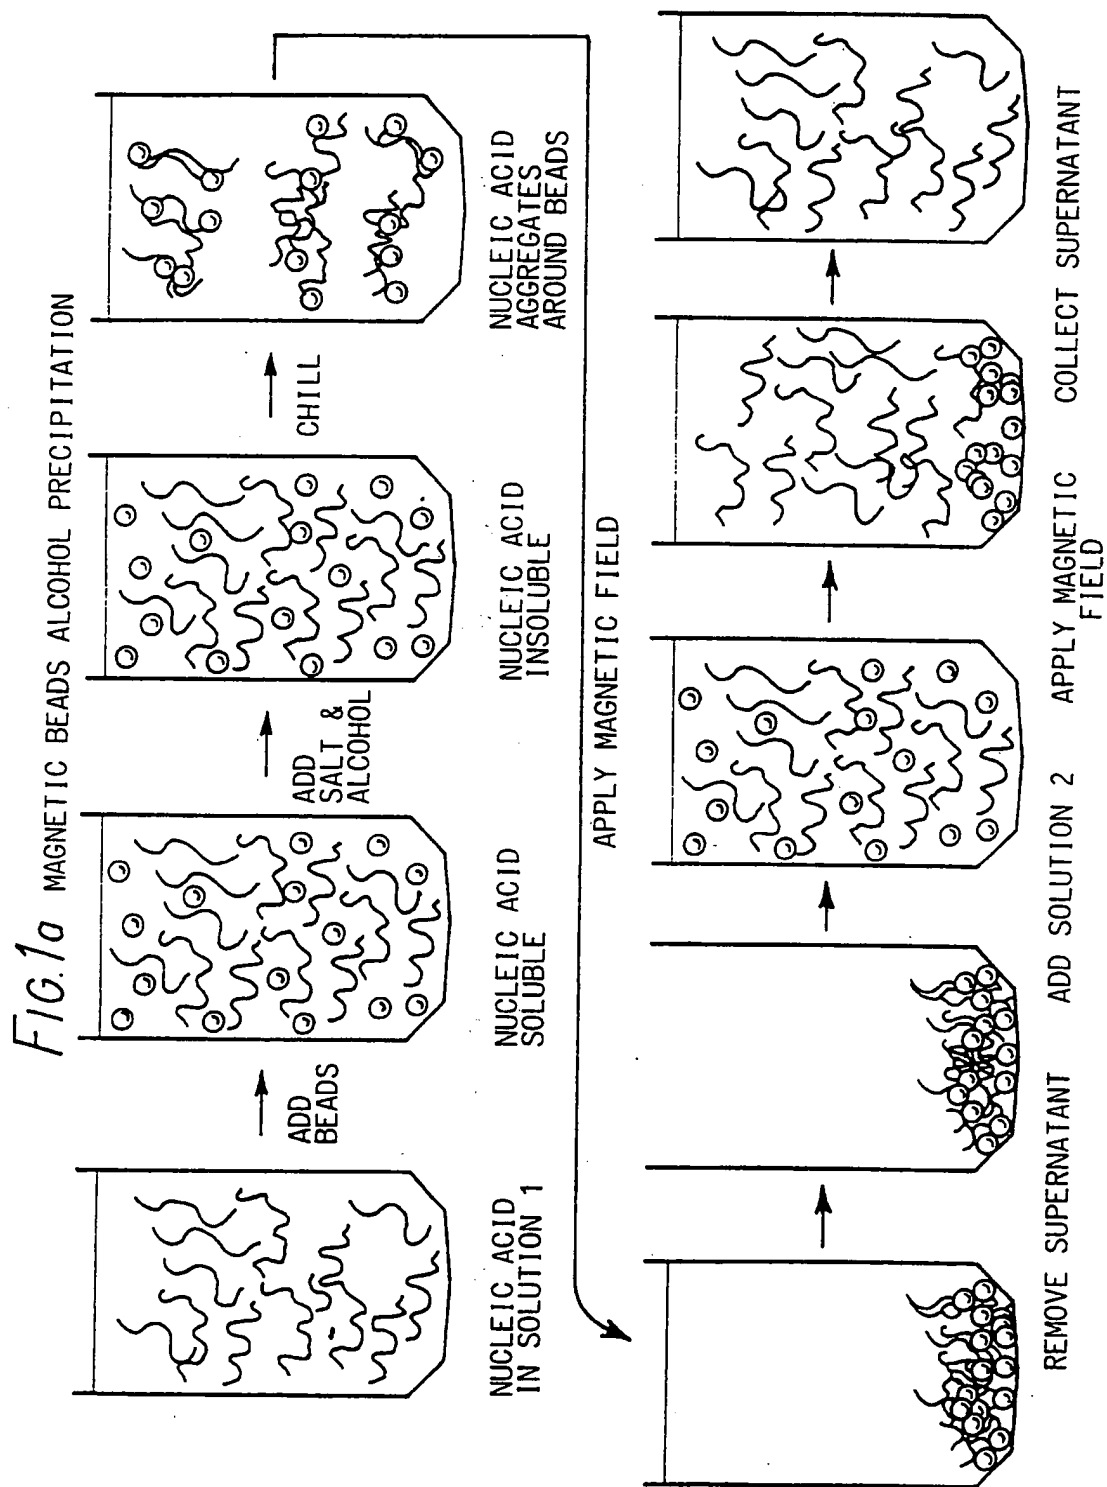 FIG.1a MAGNETIC BEADS ALCOHOL PRECIPITATION
ADD
BEADS
ADD
SALT &
ALCOHOL
CHILL
NUCLEIC ACID
IN SOLUTION 1
NUCLEIC ACID
SOLUBLE
NUCLEIC ACID
INSOLUBLE
NUCLEIC ACID
AGGREGATES
AROUND BEADS
APPLY MAGNETIC FIELD
REMOVE SUPERNATANT
ADD SOLUTION 2
APPLY MAGNETIC
FIELD
COLLECT SUPERNATANT